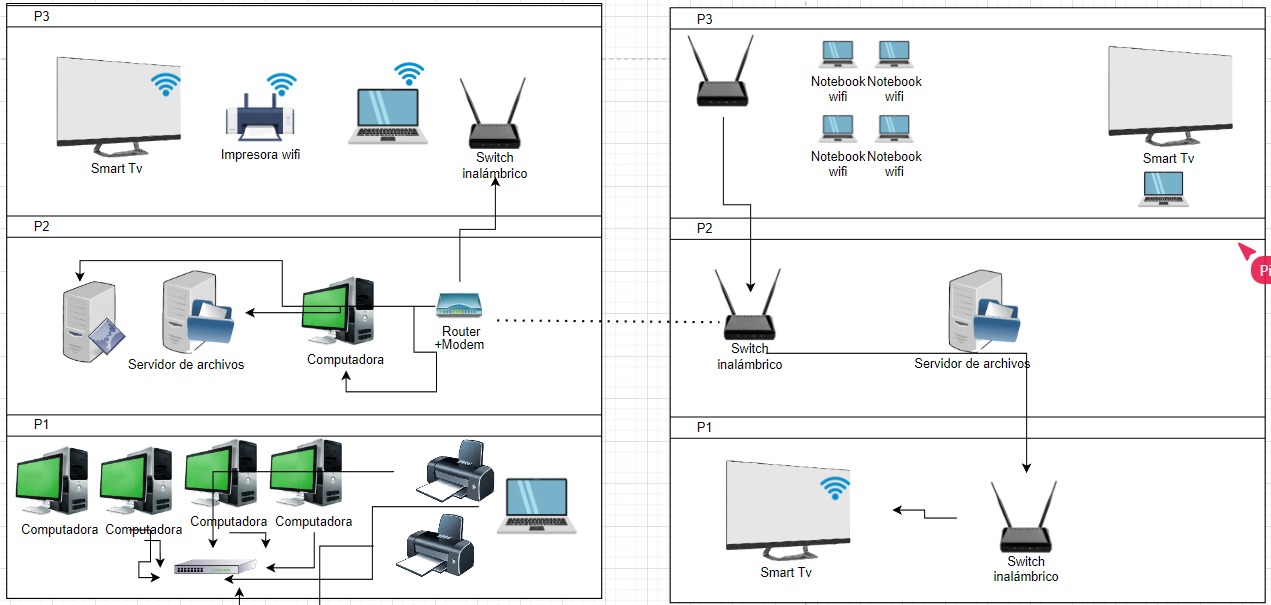 P3
Smart Tv
Impresora wifi
Switch
inalámbrico
P2
Servidor de archivos
Computadora
Router
+Modem
P1
Computadora
Computadora
Computadora
Computadora
P3
Notebook
wifi
Notebook
wifi
Notebook
wifi
Notebook
wifi
Smart Tv
P2
Switch
inalámbrico
Servidor de archivos
Pi
P1
Smart Tv
Switch
inalámbrico